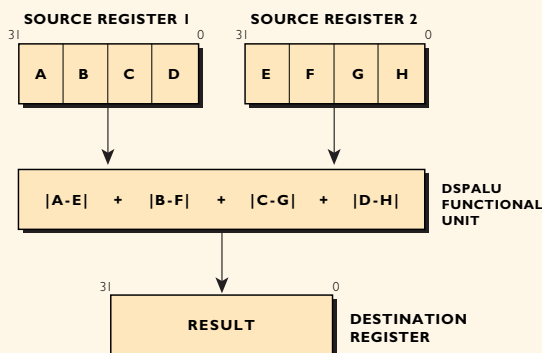 SOURCE REGISTER 1 SOURCE REGISTER 2
31 0 31 0
A B C D E F G H
|A-E| + |B-F| + |C-G| + |D-H|
DSPALU
FUNCTIONAL
UNIT
31 0
RESULT
DESTINATION
REGISTER